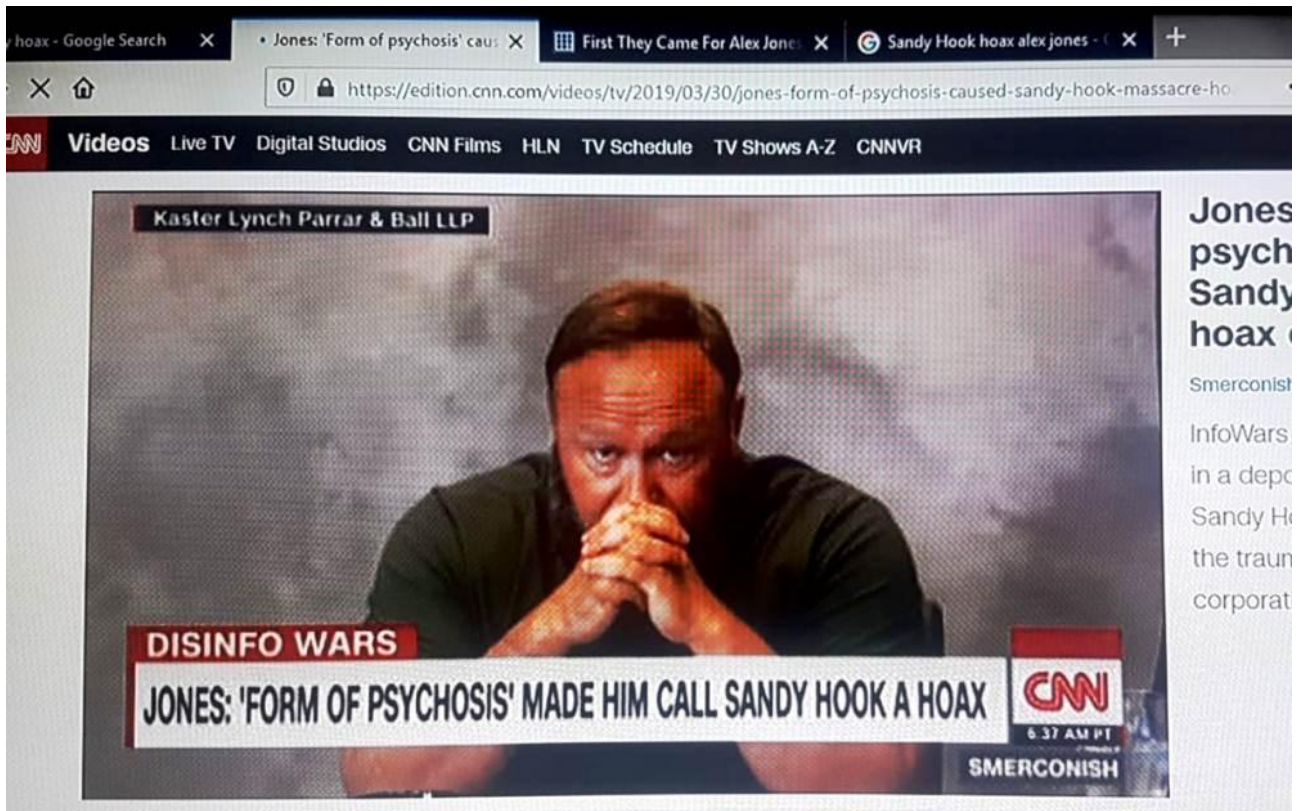 hoax - Google Search
• Jones: 'Form of psychosis' caus
First They Came For Alex Jone
Sandy Hook hoax alex jones -
https://edition.cnn.com/videos/tv/2019/03/30/jones-form-of-psychosis-caused-sandy-hook-massacre-ho
CNN Videos Live TV Digital Studios CNN Films HLN TV Schedule TV Shows A-Z CNNVR
Kaster Lynch Farrar & Ball LLP
DISINFO WARS
JONES: 'FORM OF PSYCHOSIS' MADE HIM CALL SANDY HOOK A HOAX
CNN
6:37 AM PT
SMERCONISH
Jones
psych
Sandy
hoax
Smerconish
InfoWars
in a depo
Sandy Ho
the traum
corporat